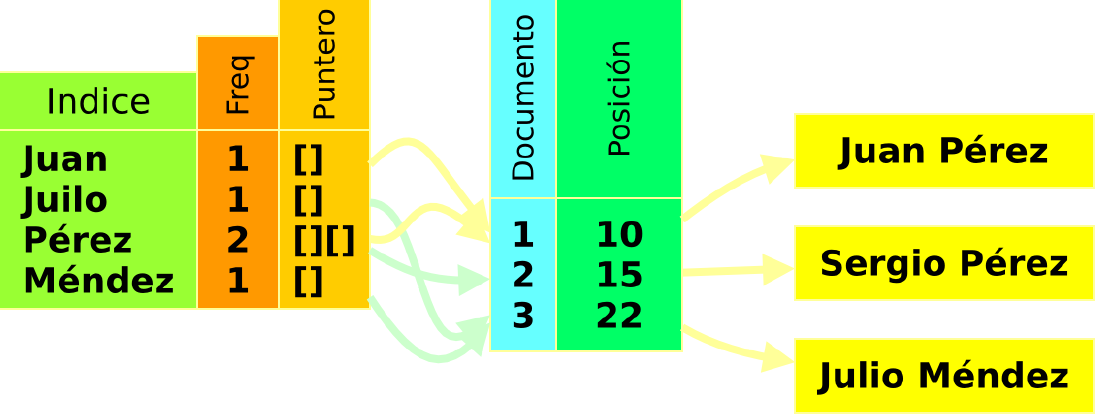 Indice Freq Puntero
Juan 1 []
Juilo 1 []
Pérez 2 [][]
Méndez 1 []
Documento Posición
1 10
2 15
3 22
Juan Pérez
Sergio Pérez
Julio Méndez